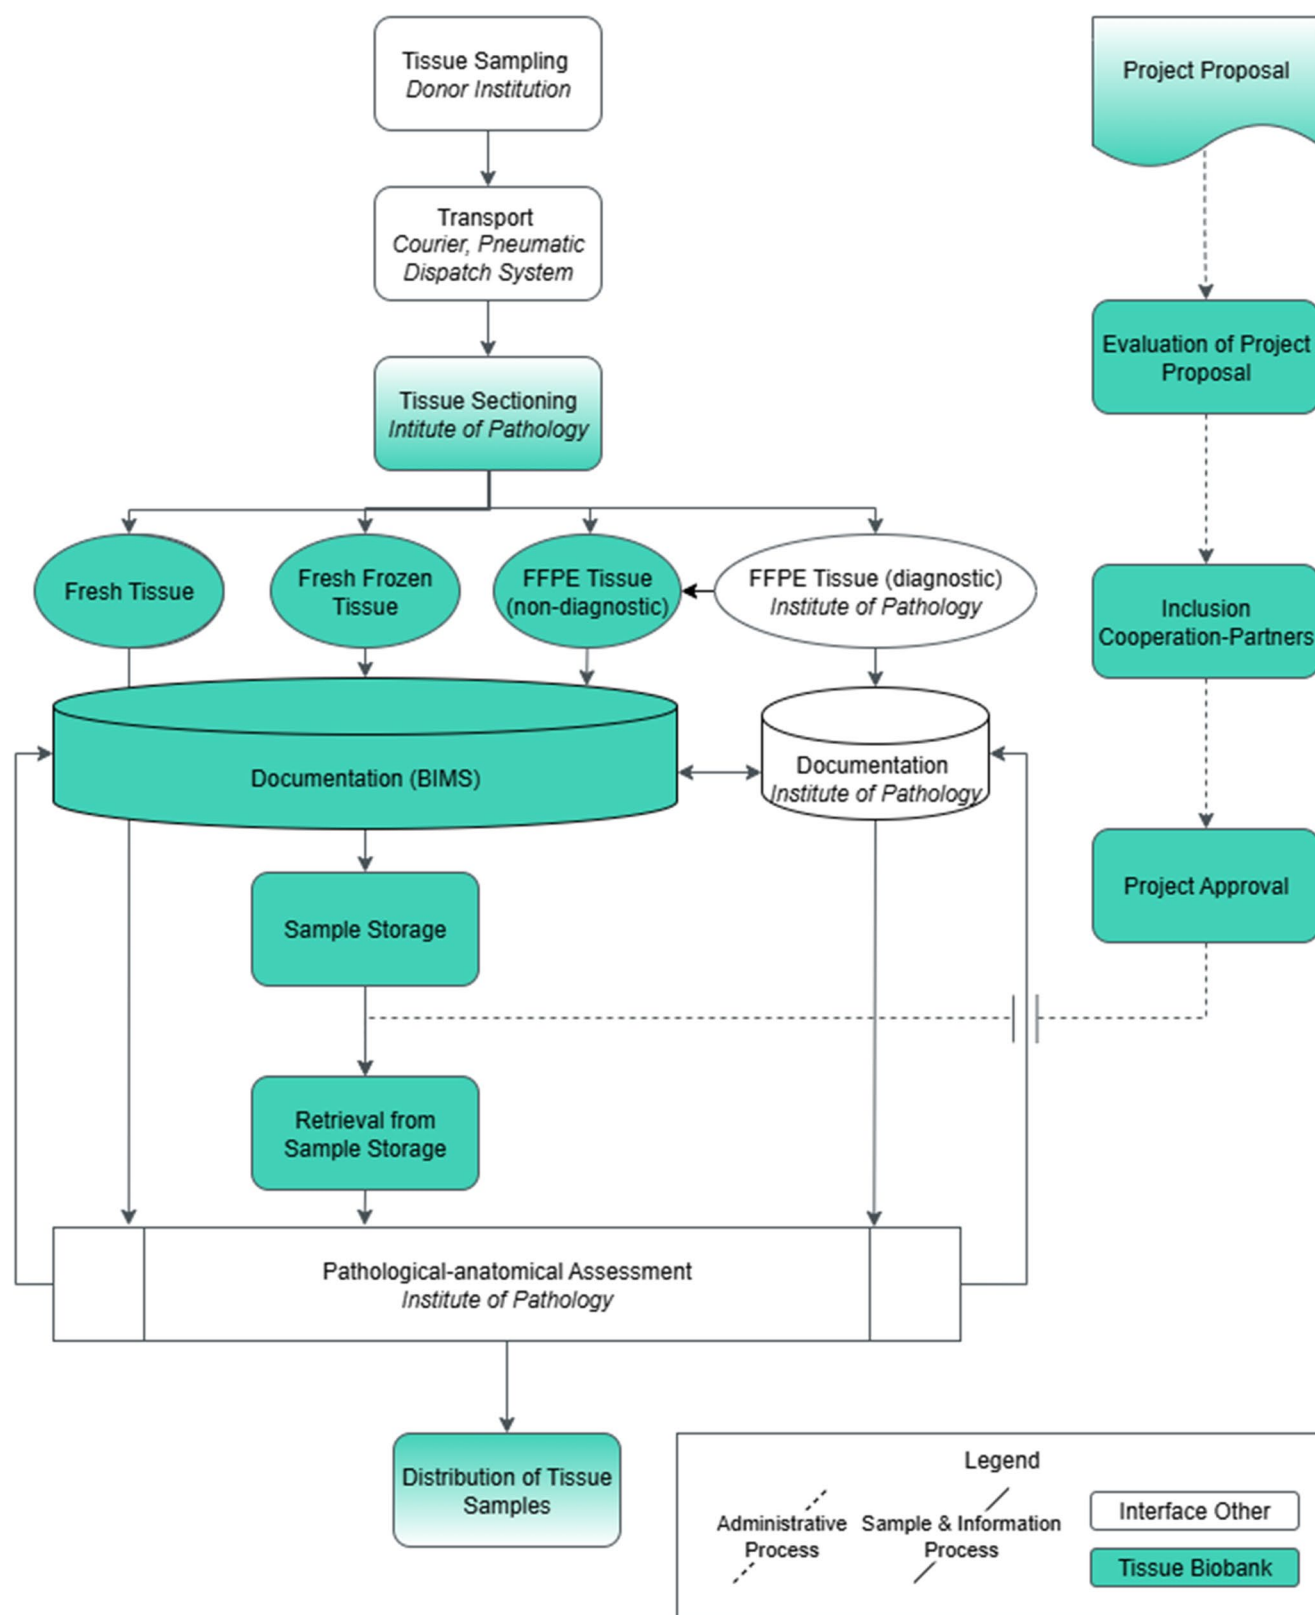 Tissue Sampling
Donor Institution
Project Proposal
Transport
Courier, Pneumatic
Dispatch System
Evaluation of Project
Proposal
Tissue Sectioning
Intitute of Pathology
Fresh Tissue
Fresh Frozen
Tissue
FFPE Tissue
(non-diagnostic)
FFPE Tissue (diagnostic)
Institute of Pathology
Inclusion
Cooperation-Partners
Documentation (BIMS)
Documentation
Institute of Pathology
Project Approval
Sample Storage
Retrieval from
Sample Storage
Pathological-anatomical Assessment
Institute of Pathology
Distribution of Tissue
Samples
Legend
Administrative
Process
Sample & Information
Process
Interface Other
Tissue Biobank